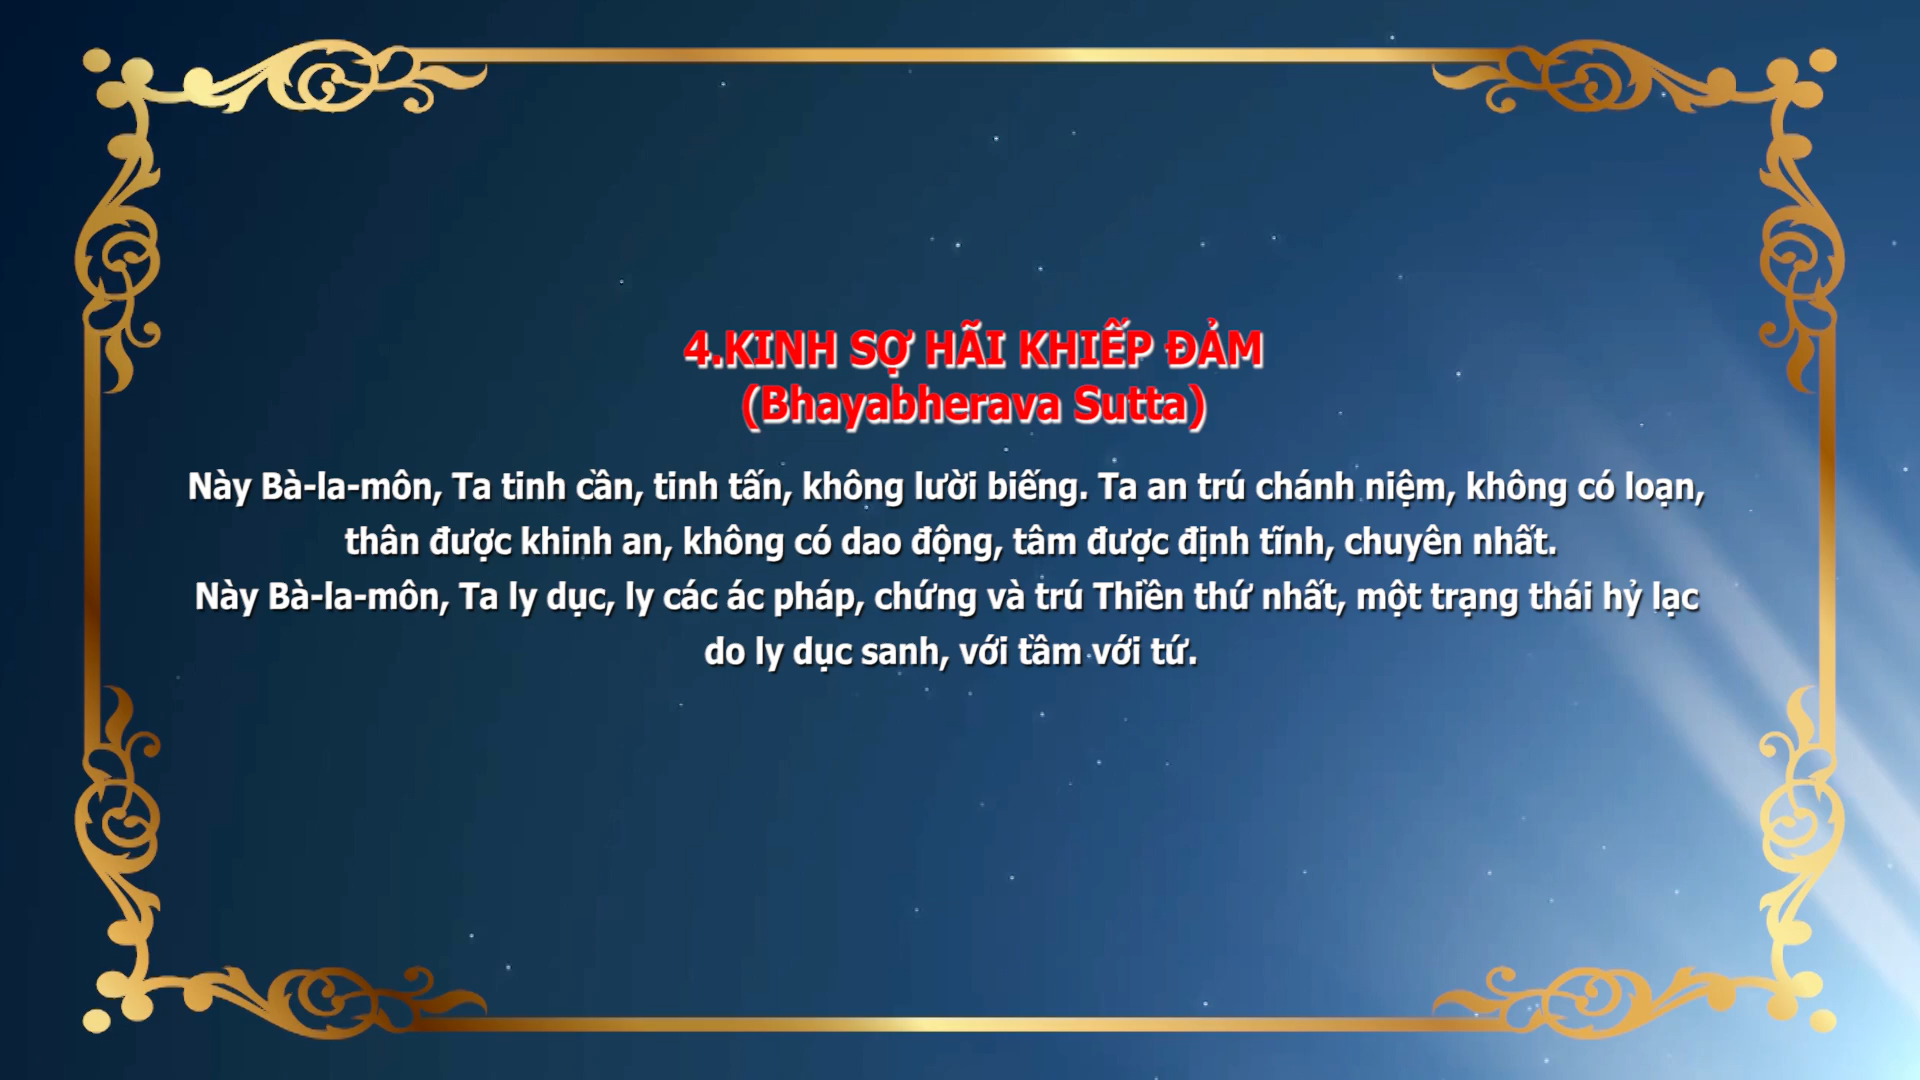 4.KINH SỢ HÃI KHIẾP ĐẢM
(Bhayabherava Sutta)
Này Bà-la-môn, Ta tinh cần, tinh tấn, không lười biếng. Ta an trú chánh niệm, không có loạn,
thân được khinh an, không có dao động, tâm được định tĩnh, chuyên nhất.
Này Bà-la-môn, Ta ly dục, ly các ác pháp, chứng và trú Thiền thứ nhất, một trạng thái hỷ lạc
do ly dục sanh, với tầm với tứ.